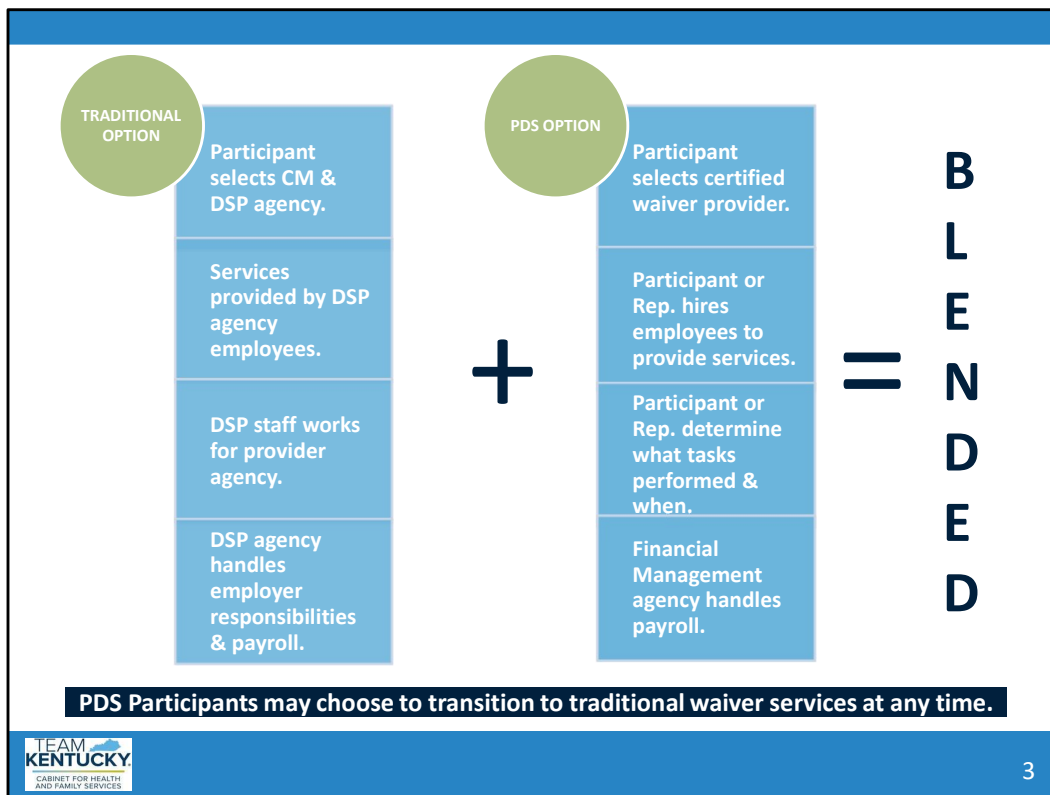 TRADITIONAL
OPTION
Participant
selects CM &
DSP agency.
Services
provided by DSP
agency
employees.
DSP staff works
for provider
agency.
DSP agency
handles
employer
responsibilities
& payroll.
+
PDS OPTION
Participant
selects certified
waiver provider.
Participant or
Rep. hires
employees to
provide services.
Participant or
Rep. determine
what tasks
performed &
when.
Financial
Management
agency handles
payroll.
=
B
L
E
N
D
E
D
PDS Participants may choose to transition to traditional waiver services at any time.
TEAM
KENTUCKY.
CABINET FOR HEALTH
AND FAMILY SERVICES
3